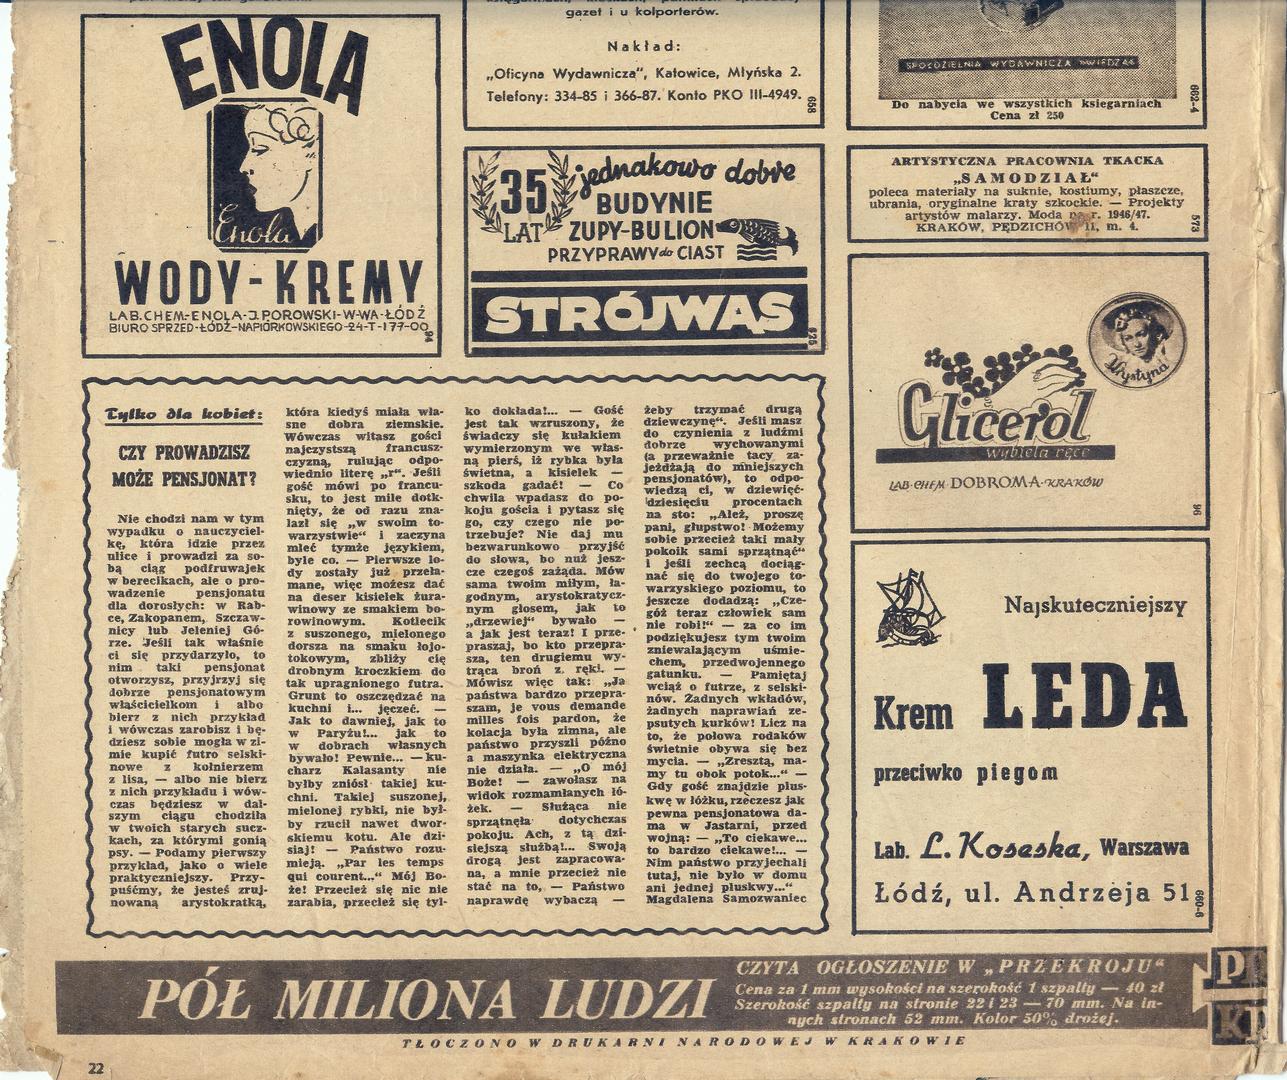 ENOLA
Enola
WODY-KREMY
LAB.CHEM.-ENOLA-J.POROWSKI-W-WA-ŁÓDŹ
BIURO SPRZED.-ŁÓDŹ-NAPIÓRKOWSKIEGO-24-T-177-00
94
gazet i u kolporterów.
Nakład:
„Oficyna Wydawnicza", Katowice, Młyńska 2.
Telefony: 334-85 i 366-87. Konto PKO III-4949.
658
SPÓŁDZIELNIA WYDAWNICZA „WIEDZA"
Do nabycia we wszystkich księgarniach
Cena zł 250
662-4
35
LAT
jednakowo dobre
BUDYNIE
ZUPY-BULION
PRZYPRAWY do CIAST
STRÓJWĄS
625
ARTYSTYCZNA PRACOWNIA TKACKA
„SAMODZIAŁ"
poleca materiały na suknie, kostiumy, płaszcze,
ubrania, oryginalne kraty szkockie. — Projekty
artystów malarzy. Moda na r. 1946/47.
KRAKÓW, PĘDZICHÓW 11, m. 4.
573
Krystyna
Glicerol
wybiela ręce
LAB. CHEM. DOBROMA-KRAKÓW
96
Tylko dla kobiet:
CZY PROWADZISZ
MOŻE PENSJONAT?
Nie chodzi nam w tym
wypadku o nauczyciel-
kę, która idzie przez
ulice i prowadzi za so-
bą ciąg podfruwajek
w berecikach, ale o pro-
wadzenie pensjonatu
dla dorosłych: w Rab-
ce, Zakopanem, Szczaw-
nicy lub Jeleniej Gó-
rze. Jeśli tak właśnie
ci się przydarzyło, to
nim taki pensjonat
otworzysz, przyjrzyj się
dobrze pensjonatowym
właścicielkom i albo
bierz z nich przykład
i wówczas zarobisz i bę-
dziesz sobie mogła w zi-
mie kupić futro selski-
nowe z kołnierzem
z lisa, — albo nie bierz
z nich przykładu i wów-
czas będziesz w dal-
szym ciągu chodziła
w twoich starych sucz-
kach, za którymi gonią
psy. — Podamy pierwszy
przykład, jako o wiele
praktyczniejszy. Przy-
puśćmy, że jesteś zruj-
nowaną arystokratką,
która kiedyś miała wła-
sne dobra ziemskie.
Wówczas witasz gości
najczystszą francusz-
czyzną, rulując odpo-
wiednio literę „r". Jeśli
gość mówi po francu-
sku, to jest mile dotk-
nięty, że od razu zna-
lazł się „w swoim to-
warzystwie" i zaczyna
mleć tymże językiem,
byle co. — Pierwsze lo-
dy zostały już przeła-
mane, więc możesz dać
na deser kisielek żura-
winowy ze smakiem bo-
rowinowym. Kotlecik
z suszonego, mielonego
dorsza na smaku łojo-
tokowym, zbliży cię
drobnym kroczkiem do
tak upragnionego futra.
Grunt to oszczędzać na
kuchni i... jęczeć. —
Jak to dawniej, jak to
w Paryżu!... jak to
w dobrach własnych
bywało! Pewnie... — ku-
charz Kalasanty nie
byłby zniósł takiej ku-
chni. Takiej suszonej,
mielonej rybki, nie był-
by rzucił nawet dwor-
skiemu kotu. Ale dzi-
siaj! — Państwo rozu-
mieją. „Par les temps
qui courent..." Mój Bo-
że! Przecież się nic nie
zarabia, przecież się tyl-
ko dokłada!... — Gość
jest tak wzruszony, że
świadczy się kułakiem
wymierzonym we włas-
ną pierś, iż rybka była
świetna, a kisielek —
szkoda gadać! — Co
chwila wpadasz do po-
koju gościa i pytasz się
go, czy czego nie po-
trzebuje? Nie daj mu
bezwarunkowo przyjść
do słowa, bo nuż jesz-
cze czegoś zażąda. Mów
sama twoim miłym, ła-
godnym, arystokratycz-
nym głosem, jak to
„drzewiej" bywało —
a jak jest teraz! I prze-
praszaj, bo kto przepra-
sza, ten drugiemu wy-
trąca broń z ręki. —
Mówisz więc tak: „Ja
państwa bardzo przepra-
szam, je vous demande
milles fois pardon, że
kolacja była zimna, ale
państwo przyszli późno
a maszynka elektryczna
nie działa. — „O mój
Boże! — zawołasz na
widok rozmamłanych łó-
żek. — Służąca nie
sprzątnęła dotychczas
pokoju. Ach, z tą dzi-
siejszą służbą!... Swoją
drogą jest zapracowa-
na, a mnie przecież nie
stać na to, — Państwo
naprawdę wybaczą —
żeby trzymać drugą
dziewczynę". Jeśli masz
do czynienia z ludźmi
dobrze wychowanymi
(a przeważnie tacy za-
jeżdżają do mniejszych
pensjonatów), to odpo-
wiedzą ci, w dziewięć-
dziesięciu procentach
na sto: „Ależ, proszę
pani, głupstwo! Możemy
sobie przecież taki mały
pokoik sami sprzątnąć"
i jeśli zechcą dociąg-
nąć się do twojego to-
warzyskiego poziomu, to
jeszcze dodadzą: „Cze-
góż teraz człowiek sam
nie robi!" — za co im
podziękujesz tym twoim
zniewalającym uśmie-
chem, przedwojennego
gatunku. — Pamiętaj
wciąż o futrze, z selski-
nów. Żadnych wkładów,
żadnych naprawiań ze-
psutych kurków! Licz na
to, że połowa rodaków
świetnie obywa się bez
mycia. — „Zresztą, ma-
my tu obok potok..." —
Gdy gość znajdzie plus-
kwę w łóżku, rzeczesz jak
pewna pensjonatowa da-
ma w Jastarni, przed
wojną: — „To ciekawe...
to bardzo ciekawe!... —
Nim państwo przyjechali
tutaj, nie było w domu
ani jednej pluskwy..."
Magdalena Samozwaniec
Najskuteczniejszy
Krem LEDA
przeciwko piegom
Lab. L. Koseska, Warszawa
Łódź, ul. Andrzeja 51
660-6
PÓŁ MILIONA LUDZI
CZYTA OGŁOSZENIE W „PRZEKROJU"
Cena za 1 mm wysokości na szerokość 1 szpalty — 40 zł
Szerokość szpalty na stronie 22 i 23 — 70 mm. Na in-
nych stronach 52 mm. Kolor 50% drożej.
TŁOCZONO W DRUKARNI NARODOWEJ W KRAKOWIE
22